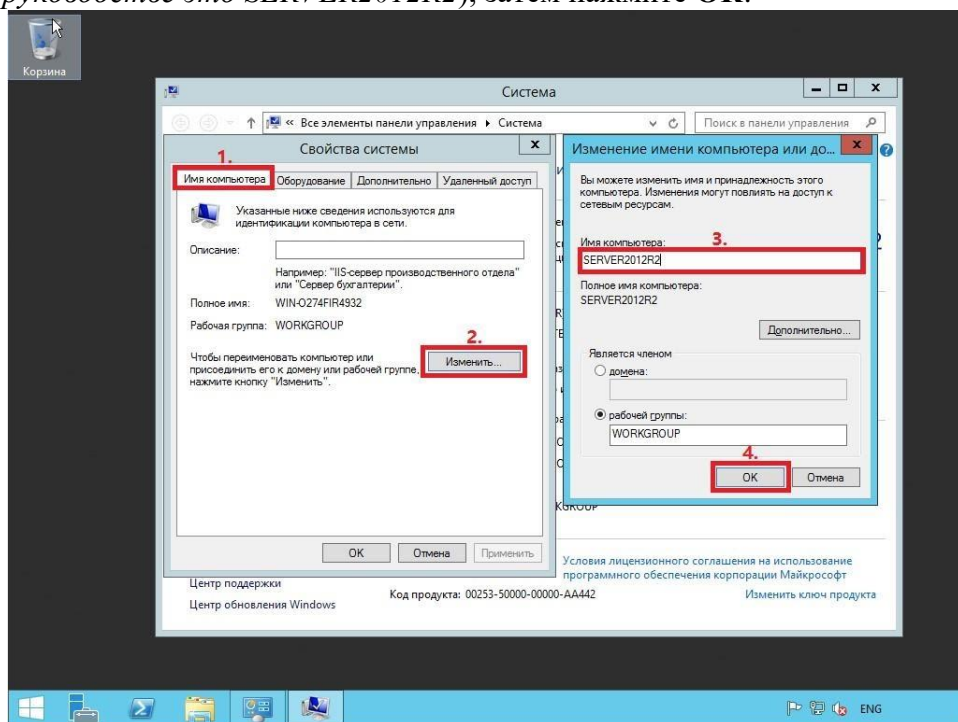 руководстве это SERVER2012R2), затем нажмите OK.
Корзина
Система
Все элементы панели управления
Система
Поиск в панели управления
Свойства системы
1.
Имя компьютера
Оборудование
Дополнительно
Удаленный доступ
Указанные ниже сведения используются для
идентификации компьютера в сети.
Описание:
Например: "IIS-сервер производственного отдела"
или "Сервер бухгалтерии".
Полное имя: WIN-O274FIR4932
Рабочая группа: WORKGROUP
2.
Чтобы переименовать компьютер или
присоединить его к домену или рабочей группе,
нажмите кнопку "Изменить".
Изменить...
OK
Отмена
Применить
Изменение имени компьютера или до...
Вы можете изменить имя и принадлежность этого
компьютера. Изменения могут повлиять на доступ к
сетевым ресурсам.
Имя компьютера:
3.
SERVER2012R2
Полное имя компьютера:
SERVER2012R2
Дополнительно...
Является членом
домена:
рабочей группы:
WORKGROUP
4.
OK
Отмена
Условия лицензионного соглашения на использование
программного обеспечения корпорации Майкрософт
Центр поддержки
Центр обновления Windows
Код продукта: 00253-50000-00000-AA442
Изменить ключ продукта
ENG